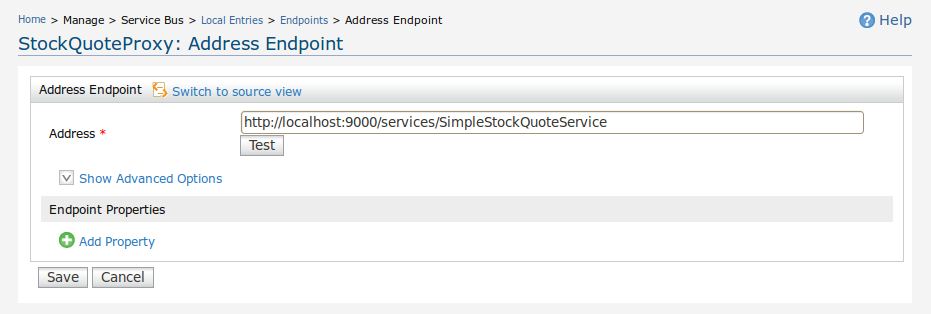 Home > Manage > Service Bus > Local Entries > Endpoints > Address Endpoint
Help
StockQuoteProxy: Address Endpoint
Address Endpoint Switch to source view
Address * http://localhost:9000/services/SimpleStockQuoteService
Test
Show Advanced Options
Endpoint Properties
Add Property
Save Cancel